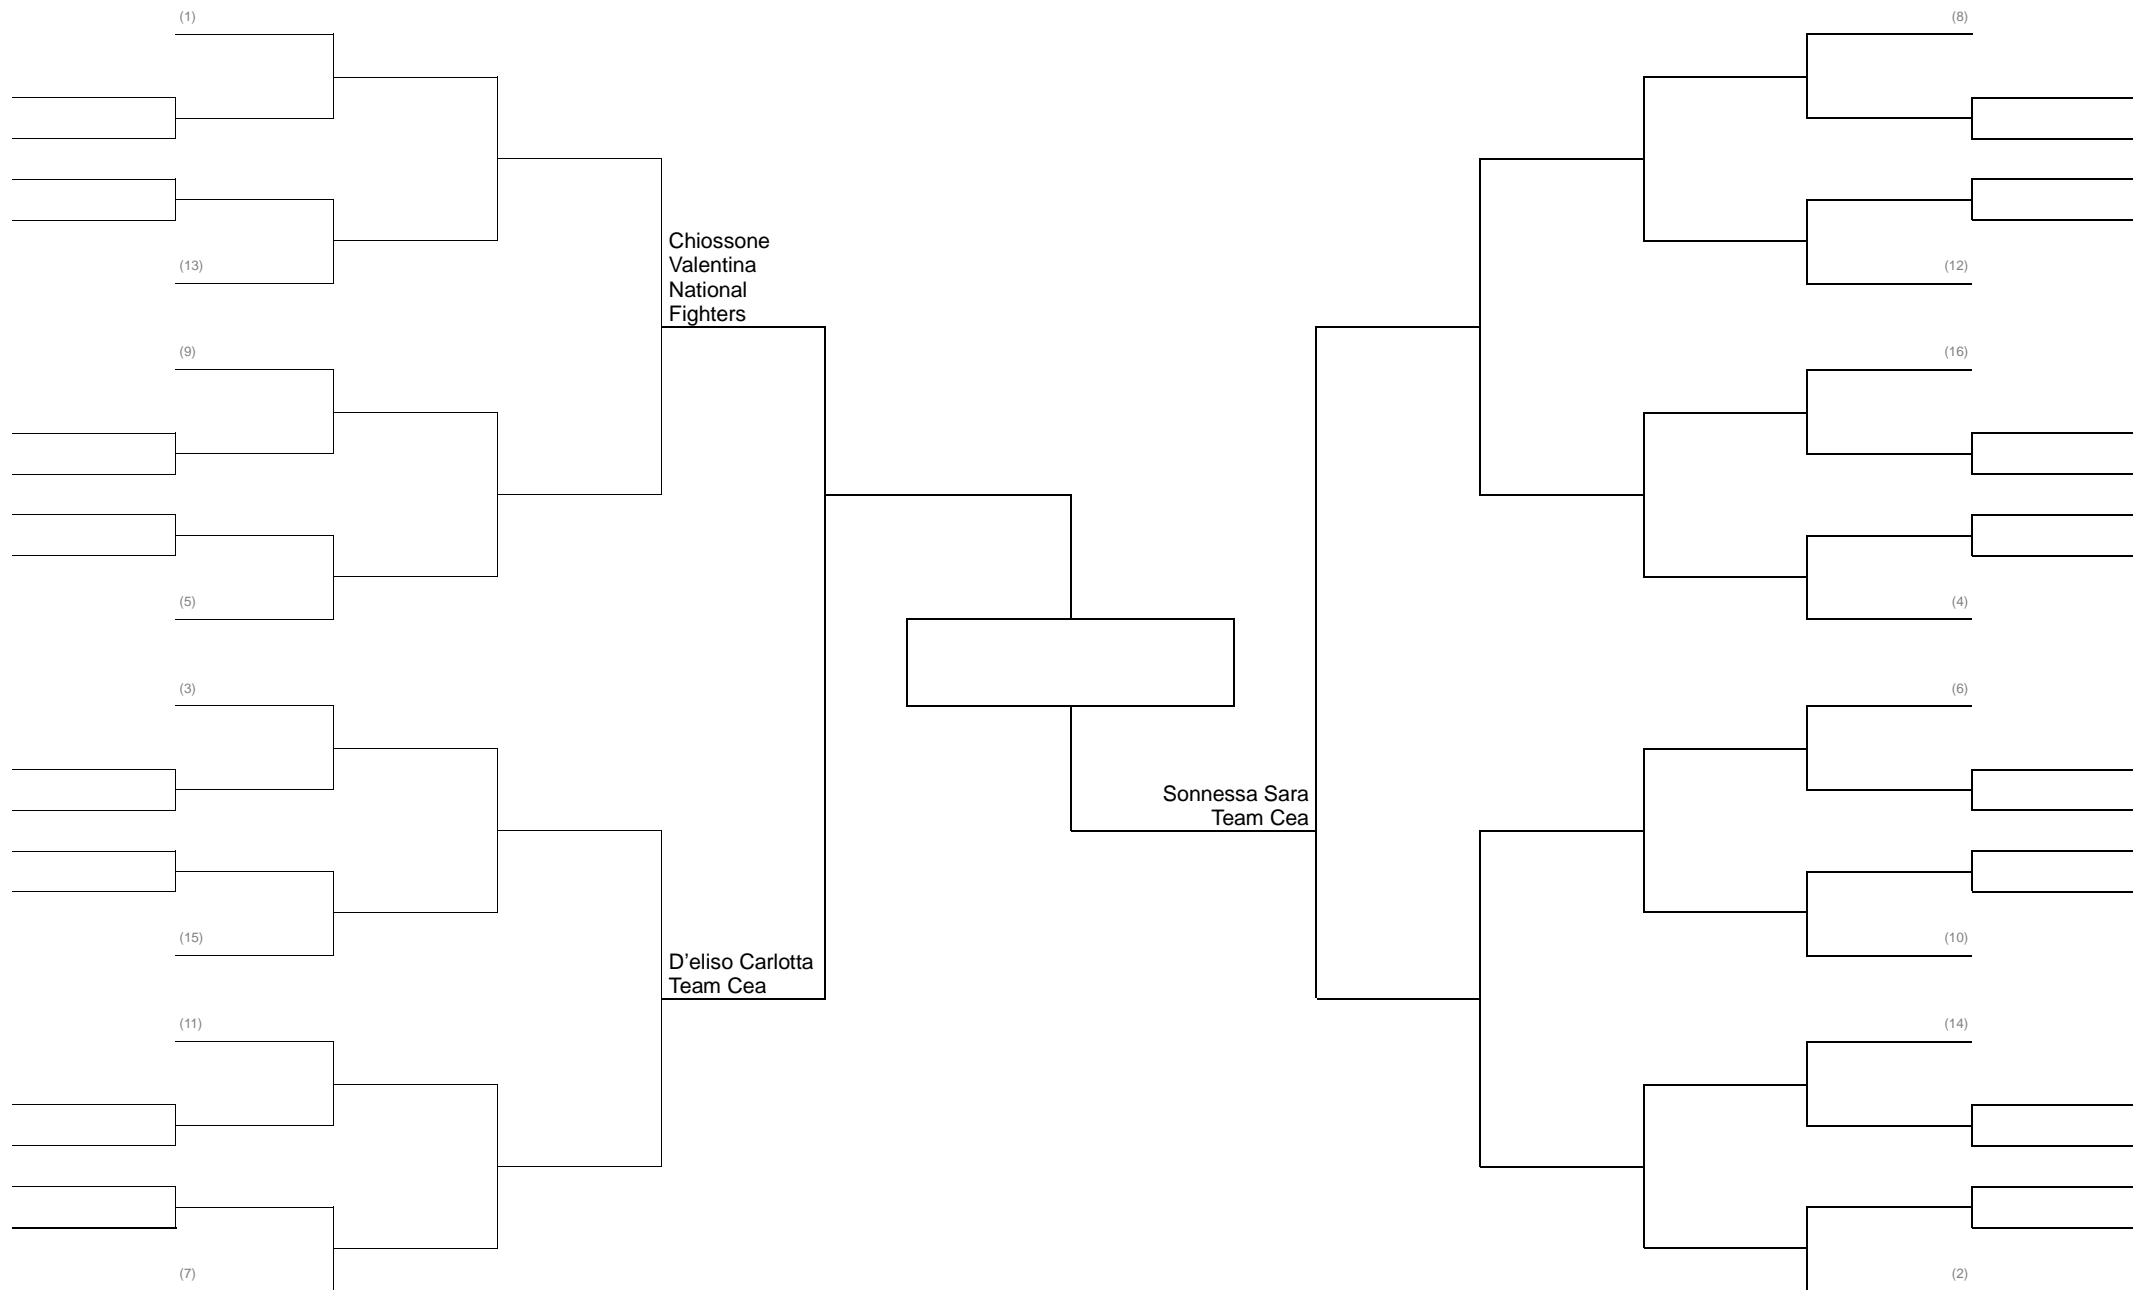 (1)
(8)
Chiossone
Valentina
National
Fighters
(13)
(12)
(9)
(16)
(5)
(4)
(3)
(6)
Sonnessa Sara
Team Cea
(15)
(10)
D'eliso Carlotta
Team Cea
(11)
(14)
(7)
(2)